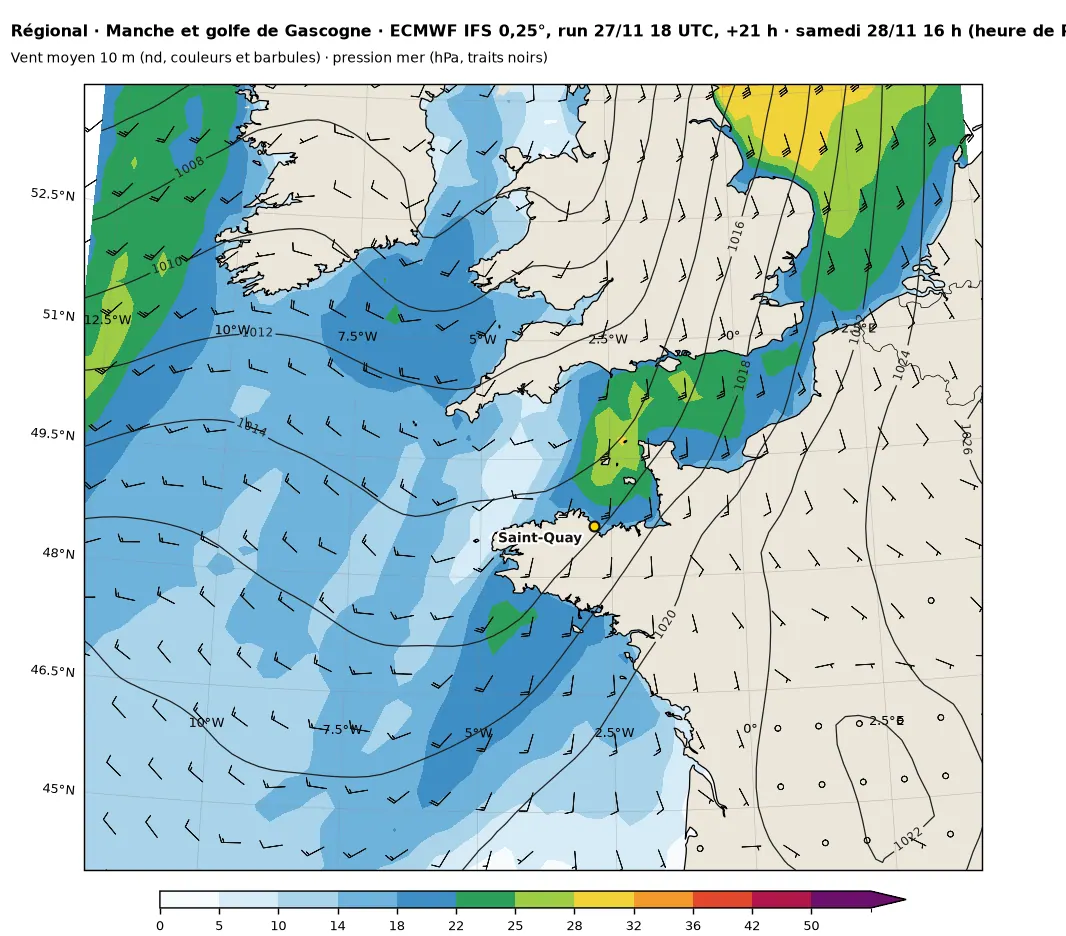 Régional · Manche et golfe de Gascogne · ECMWF IFS 0,25°, run 27/11 18 UTC, +21 h · samedi 28/11 16 h (heure de P
Vent moyen 10 m (nd, couleurs et barbules) · pression mer (hPa, traits noirs)
1008
52.5°N
1016
1010
51°N
12.5°W
10°W
1012
7.5°W
5°W
2.5°W
0°
2.5°E
1024
1018
1014
49.5°N
1026
Saint-Quay
48°N
1020
46.5°N
10°W
7.5°W
5°W
2.5°W
0°
2.5°E
45°N
1022
0 5 10 14 18 22 25 28 32 36 42 50